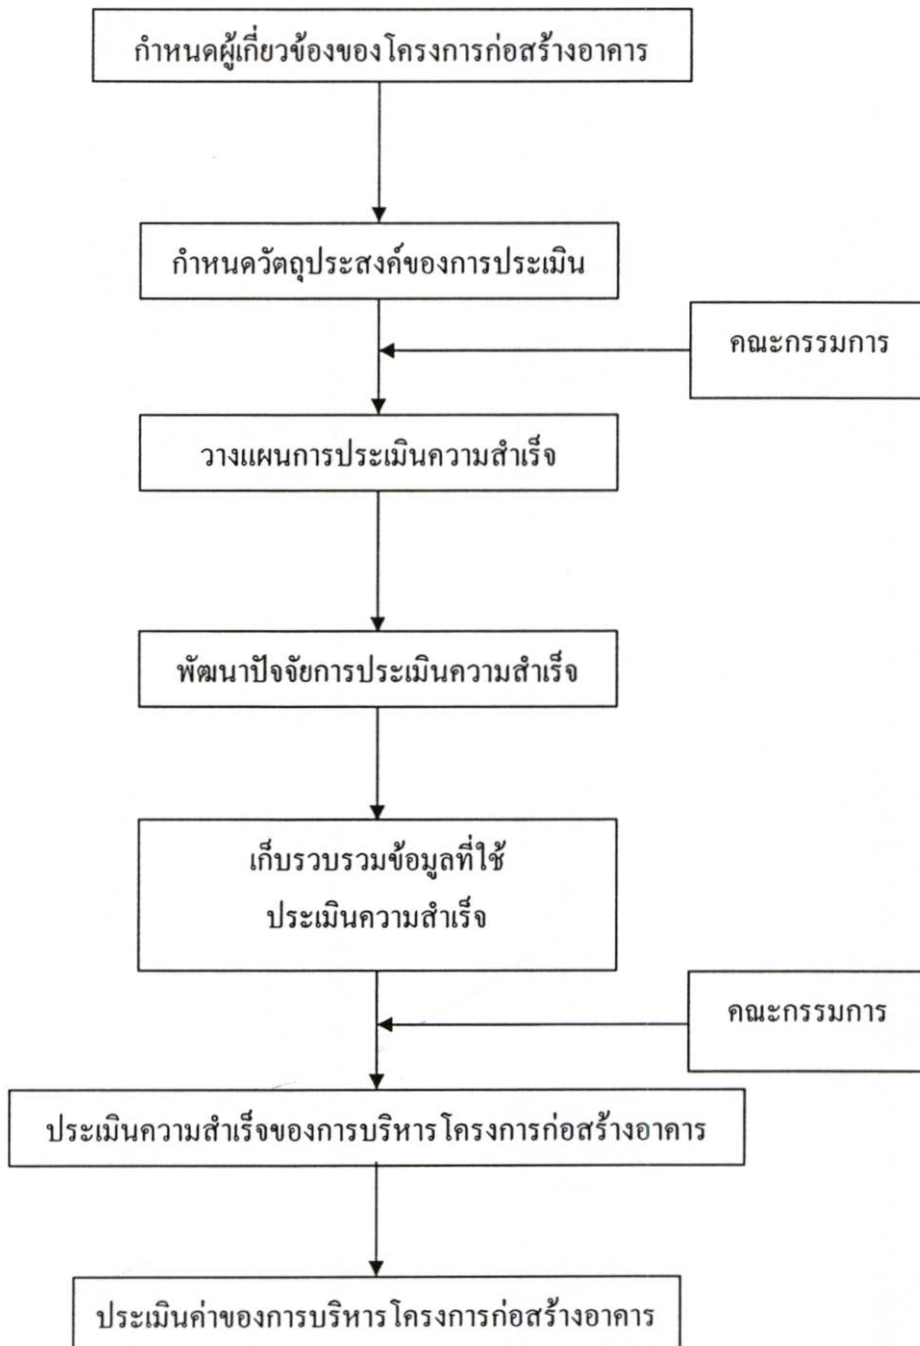 กำหนดผู้เกี่ยวข้องของโครงการก่อสร้างอาคาร
กำหนดวัตถุประสงค์ของการประเมิน
คณะกรรมการ
วางแผนการประเมินความสำเร็จ
พัฒนาปัจจัยการประเมินความสำเร็จ
เก็บรวบรวมข้อมูลที่ใช้
ประเมินความสำเร็จ
คณะกรรมการ
ประเมินความสำเร็จของการบริหารโครงการก่อสร้างอาคาร
ประเมินค่าของการบริหารโครงการก่อสร้างอาคาร